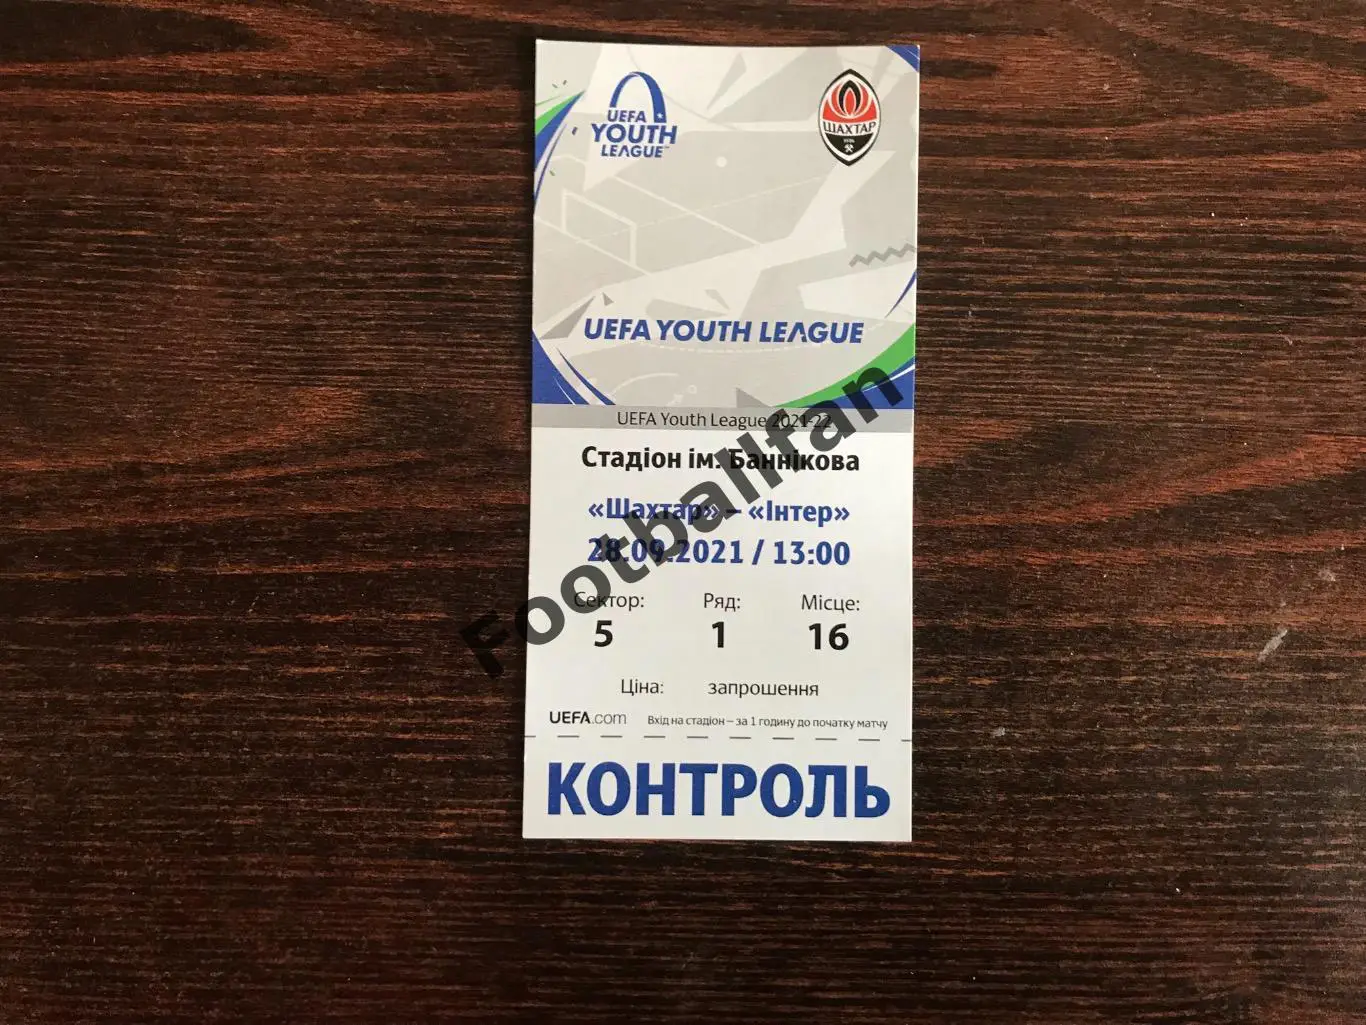 UEFA
YOUTH
LEAGUE™
ШАХТАР
1936
UEFA YOUTH LEAGUE
UEFA Youth League 2021-22
Стадіон ім. Баннікова
«Шахтар» – «Інтер»
28.09.2021 / 13:00
Сектор: Ряд: Місце:
5 1 16
Ціна: запрошення
UEFA.com Вхід на стадіон – за 1 годину до початку матчу
КОНТРОЛЬ
Footballfan